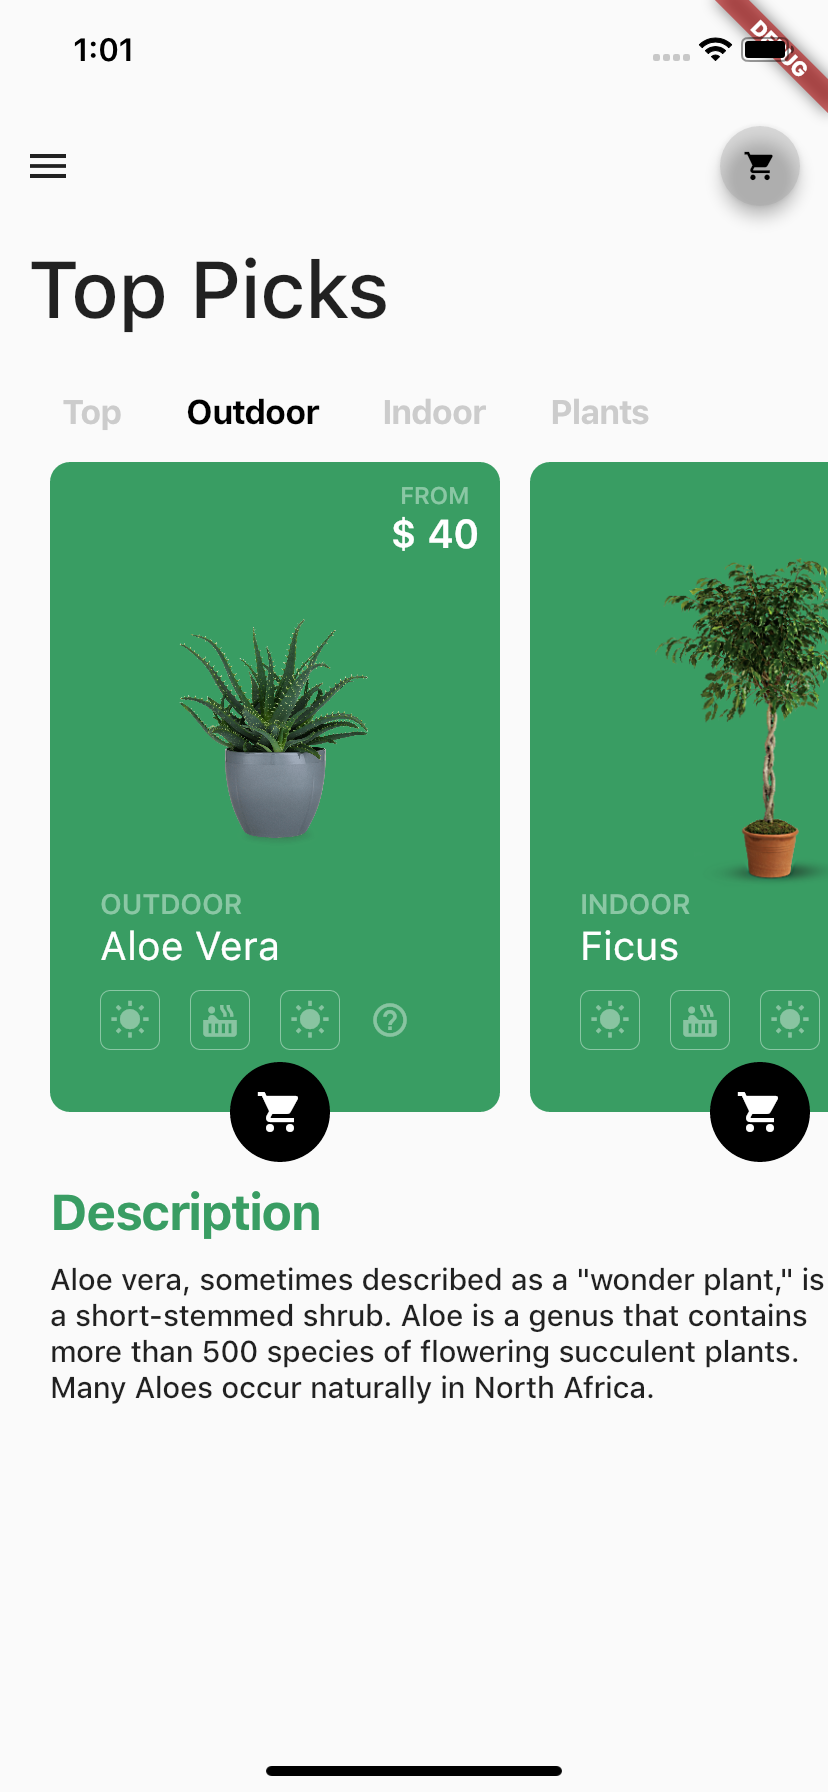 1:01
DEBUG
Top Picks
Top Outdoor Indoor Plants
FROM
$ 40
OUTDOOR
Aloe Vera
INDOOR
Ficus
Description
Aloe vera, sometimes described as a "wonder plant," is
a short-stemmed shrub. Aloe is a genus that contains
more than 500 species of flowering succulent plants.
Many Aloes occur naturally in North Africa.